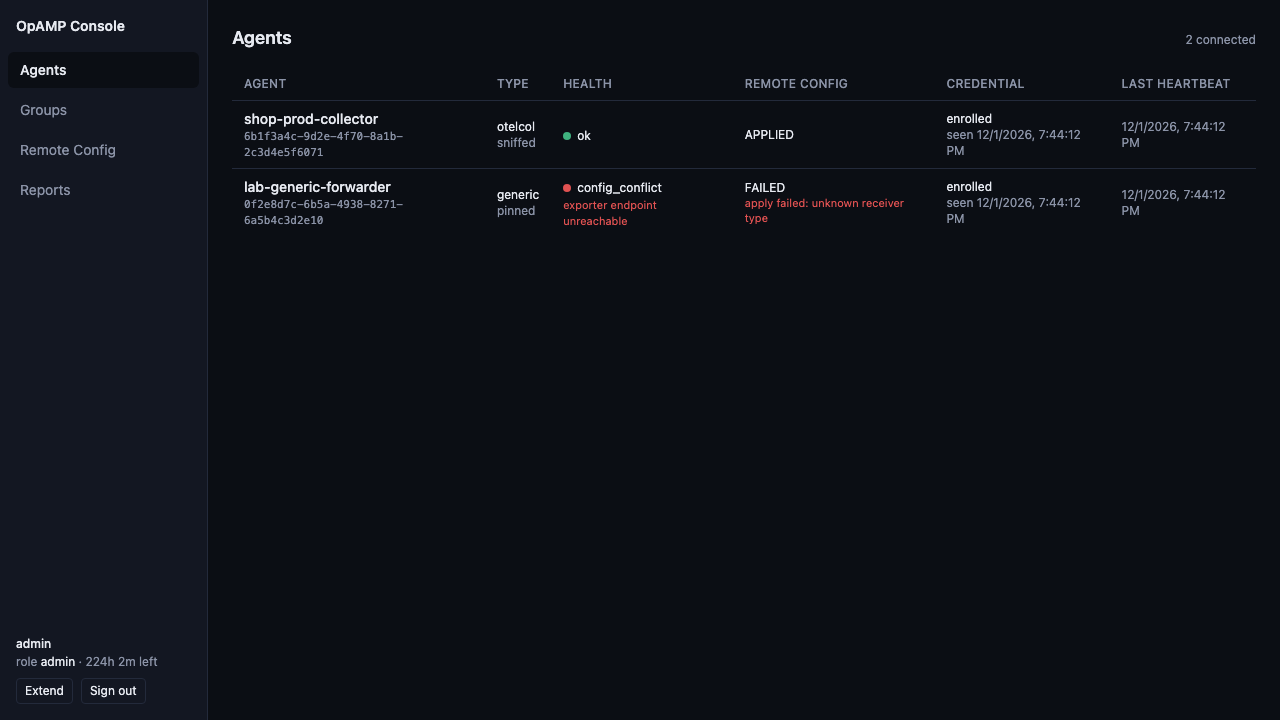 OpAMP Console
Agents
Groups
Remote Config
Reports
admin
role admin · 224h 2m left
Extend
Sign out
Agents
2 connected
AGENT
TYPE
HEALTH
REMOTE CONFIG
CREDENTIAL
LAST HEARTBEAT
shop-prod-collector
6b1f3a4c-9d2e-4f70-8a1b-
2c3d4e5f6071
otelcol
sniffed
ok
APPLIED
enrolled
seen 12/1/2026, 7:44:12
PM
12/1/2026, 7:44:12
PM
lab-generic-forwarder
0f2e8d7c-6b5a-4938-8271-
6a5b4c3d2e10
generic
pinned
config_conflict
exporter endpoint
unreachable
FAILED
apply failed: unknown receiver
type
enrolled
seen 12/1/2026, 7:44:12
PM
12/1/2026, 7:44:12
PM